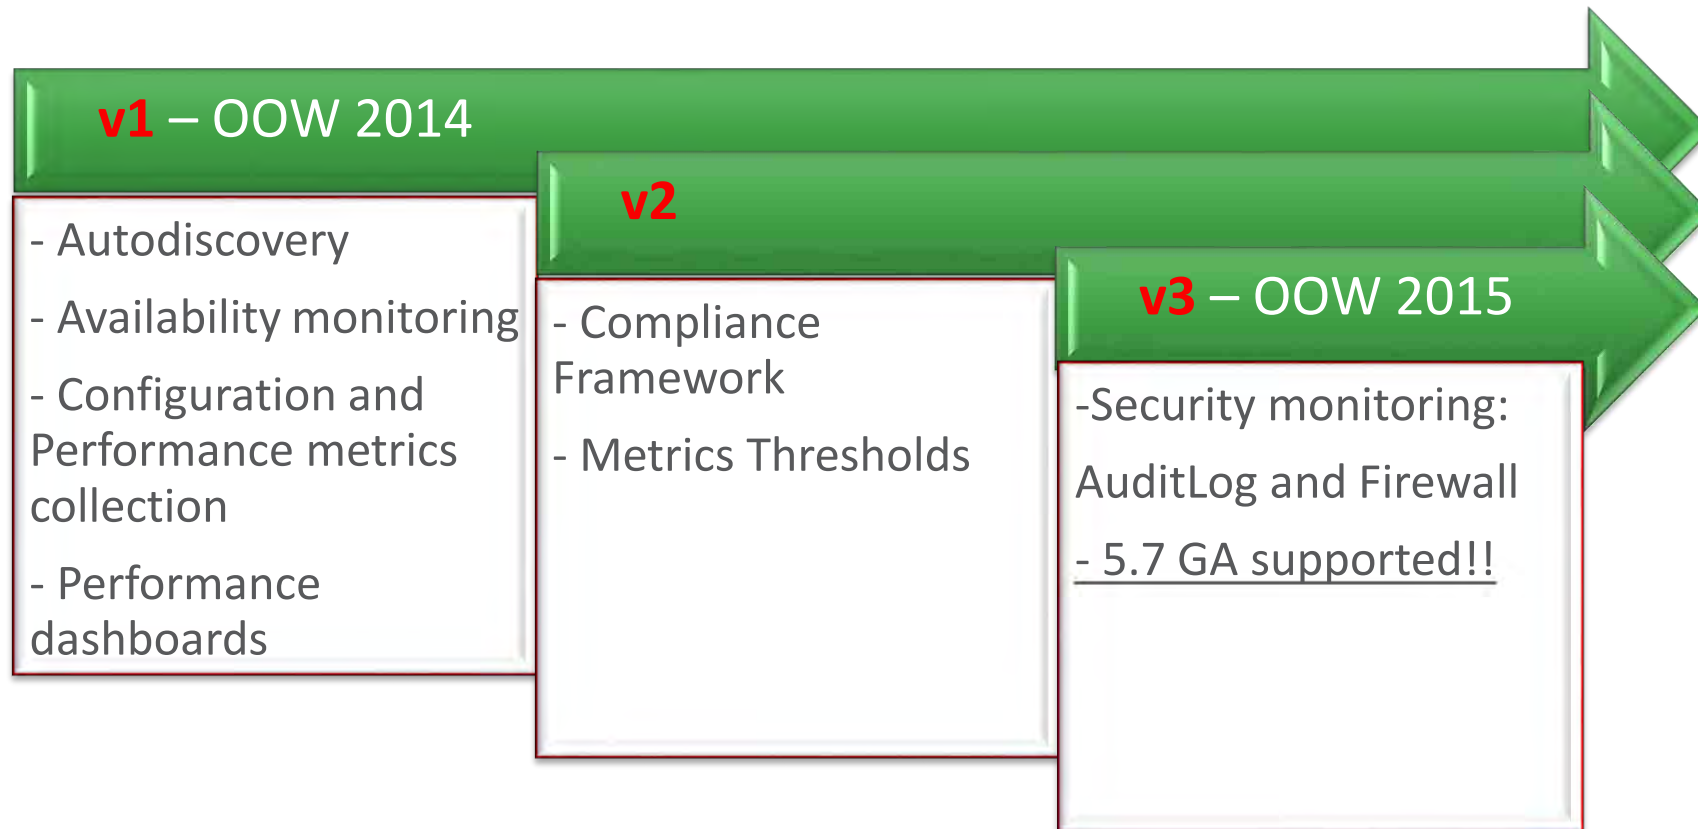 v1 – OOW 2014
- Autodiscovery
- Availability monitoring
- Configuration and
Performance metrics
collection
- Performance
dashboards
v2
- Compliance
Framework
- Metrics Thresholds
v3 – OOW 2015
-Security monitoring:
AuditLog and Firewall
- 5.7 GA supported!!